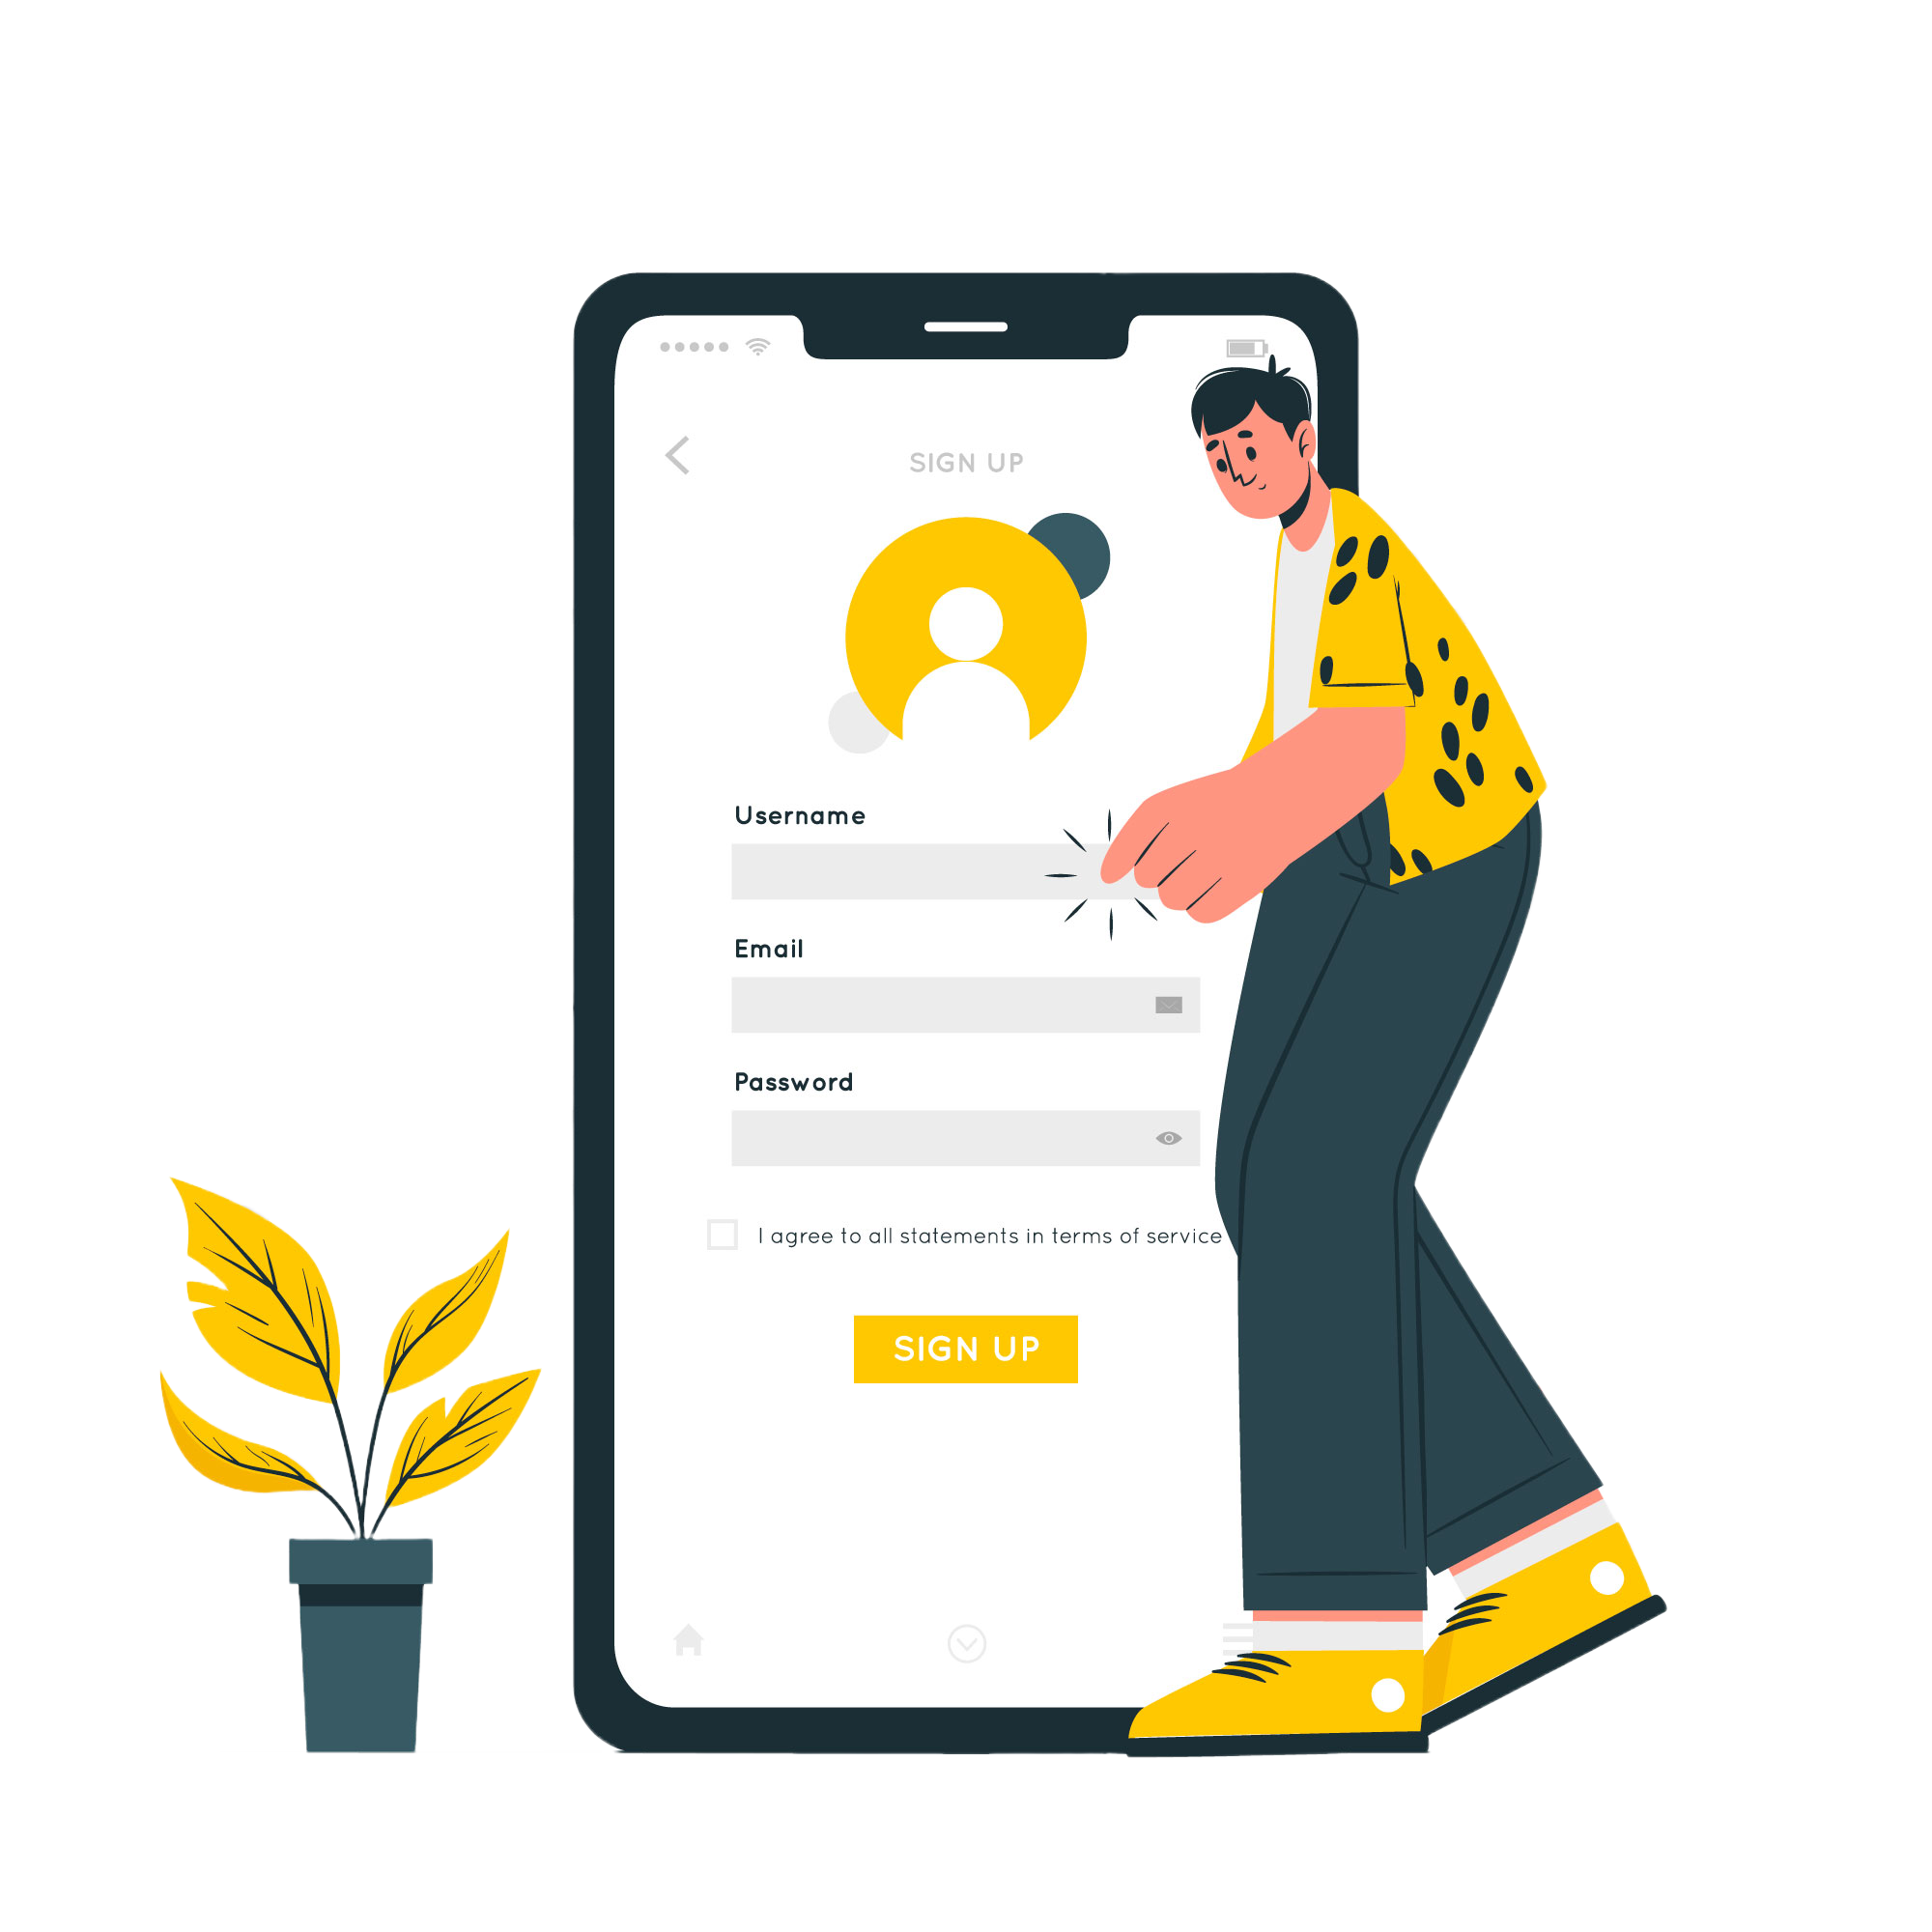 SIGN UP
Username
Email
Password
I agree to all statements in terms of service
SIGN UP